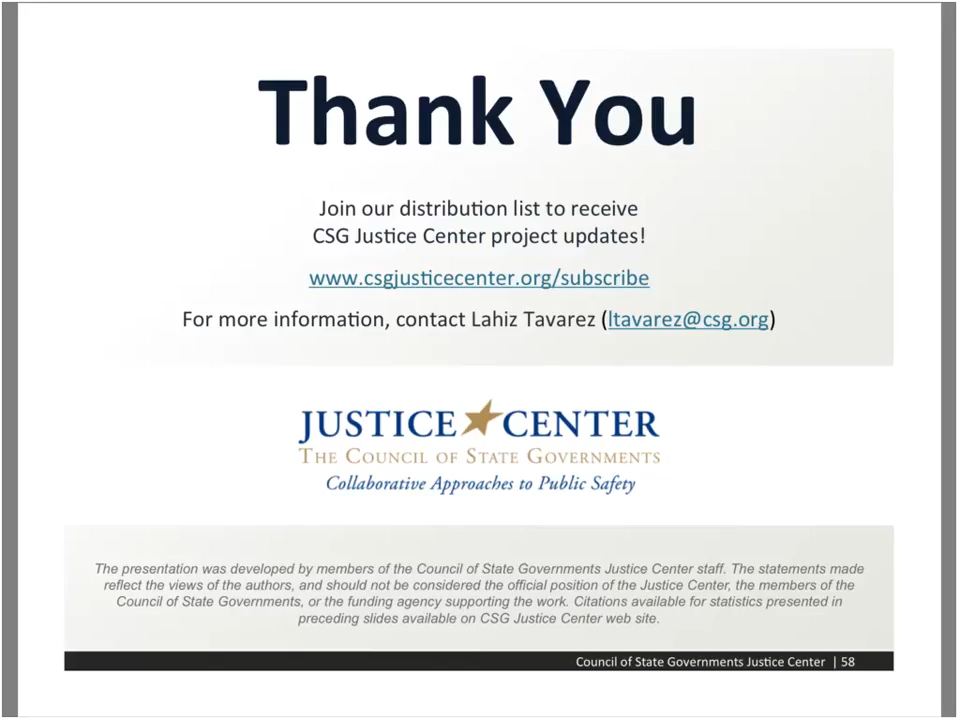 Thank You
Join our distribution list to receive
CSG Justice Center project updates!
www.csgjusticecenter.org/subscribe
For more information, contact Lahiz Tavarez (ltavarez@csg.org)
JUSTICE CENTER
THE COUNCIL OF STATE GOVERNMENTS
Collaborative Approaches to Public Safety
The presentation was developed by members of the Council of State Governments Justice Center staff. The statements made
reflect the views of the authors, and should not be considered the official position of the Justice Center, the members of the
Council of State Governments, or the funding agency supporting the work. Citations available for statistics presented in
preceding slides available on CSG Justice Center web site.
Council of State Governments Justice Center | 58